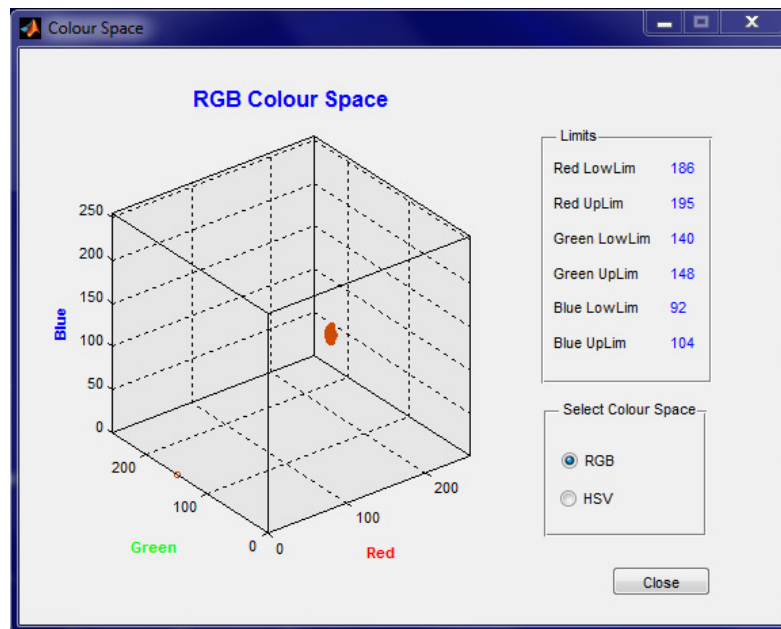 Colour Space
RGB Colour Space
250
200
150
100
50
0
Blue
200
100
0
Green
0
100
200
Red
Limits
Red LowLim 186
Red UpLim 195
Green LowLim 140
Green UpLim 148
Blue LowLim 92
Blue UpLim 104
Select Colour Space
RGB
HSV
Close